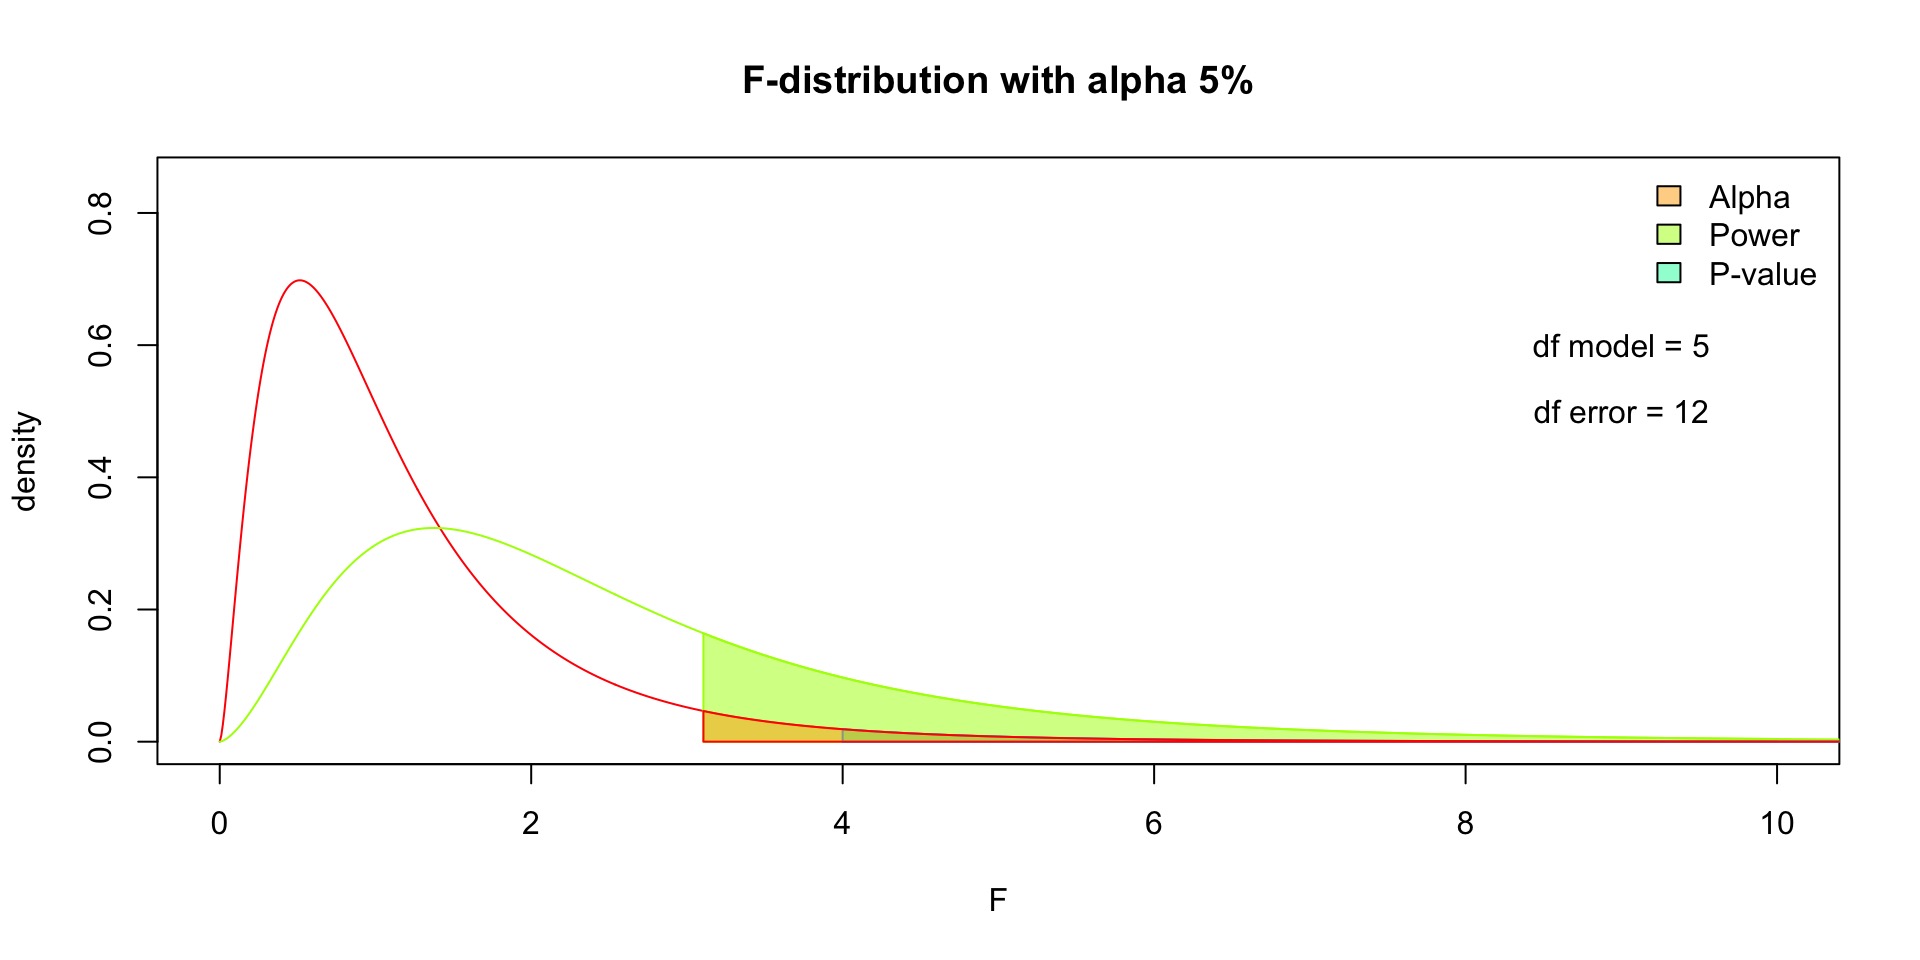 F-distribution with alpha 5%
Alpha
Power
P-value
df model = 5
df error = 12
density
0.8
0.6
0.4
0.2
0.0
0 2 4 6 8 10
F